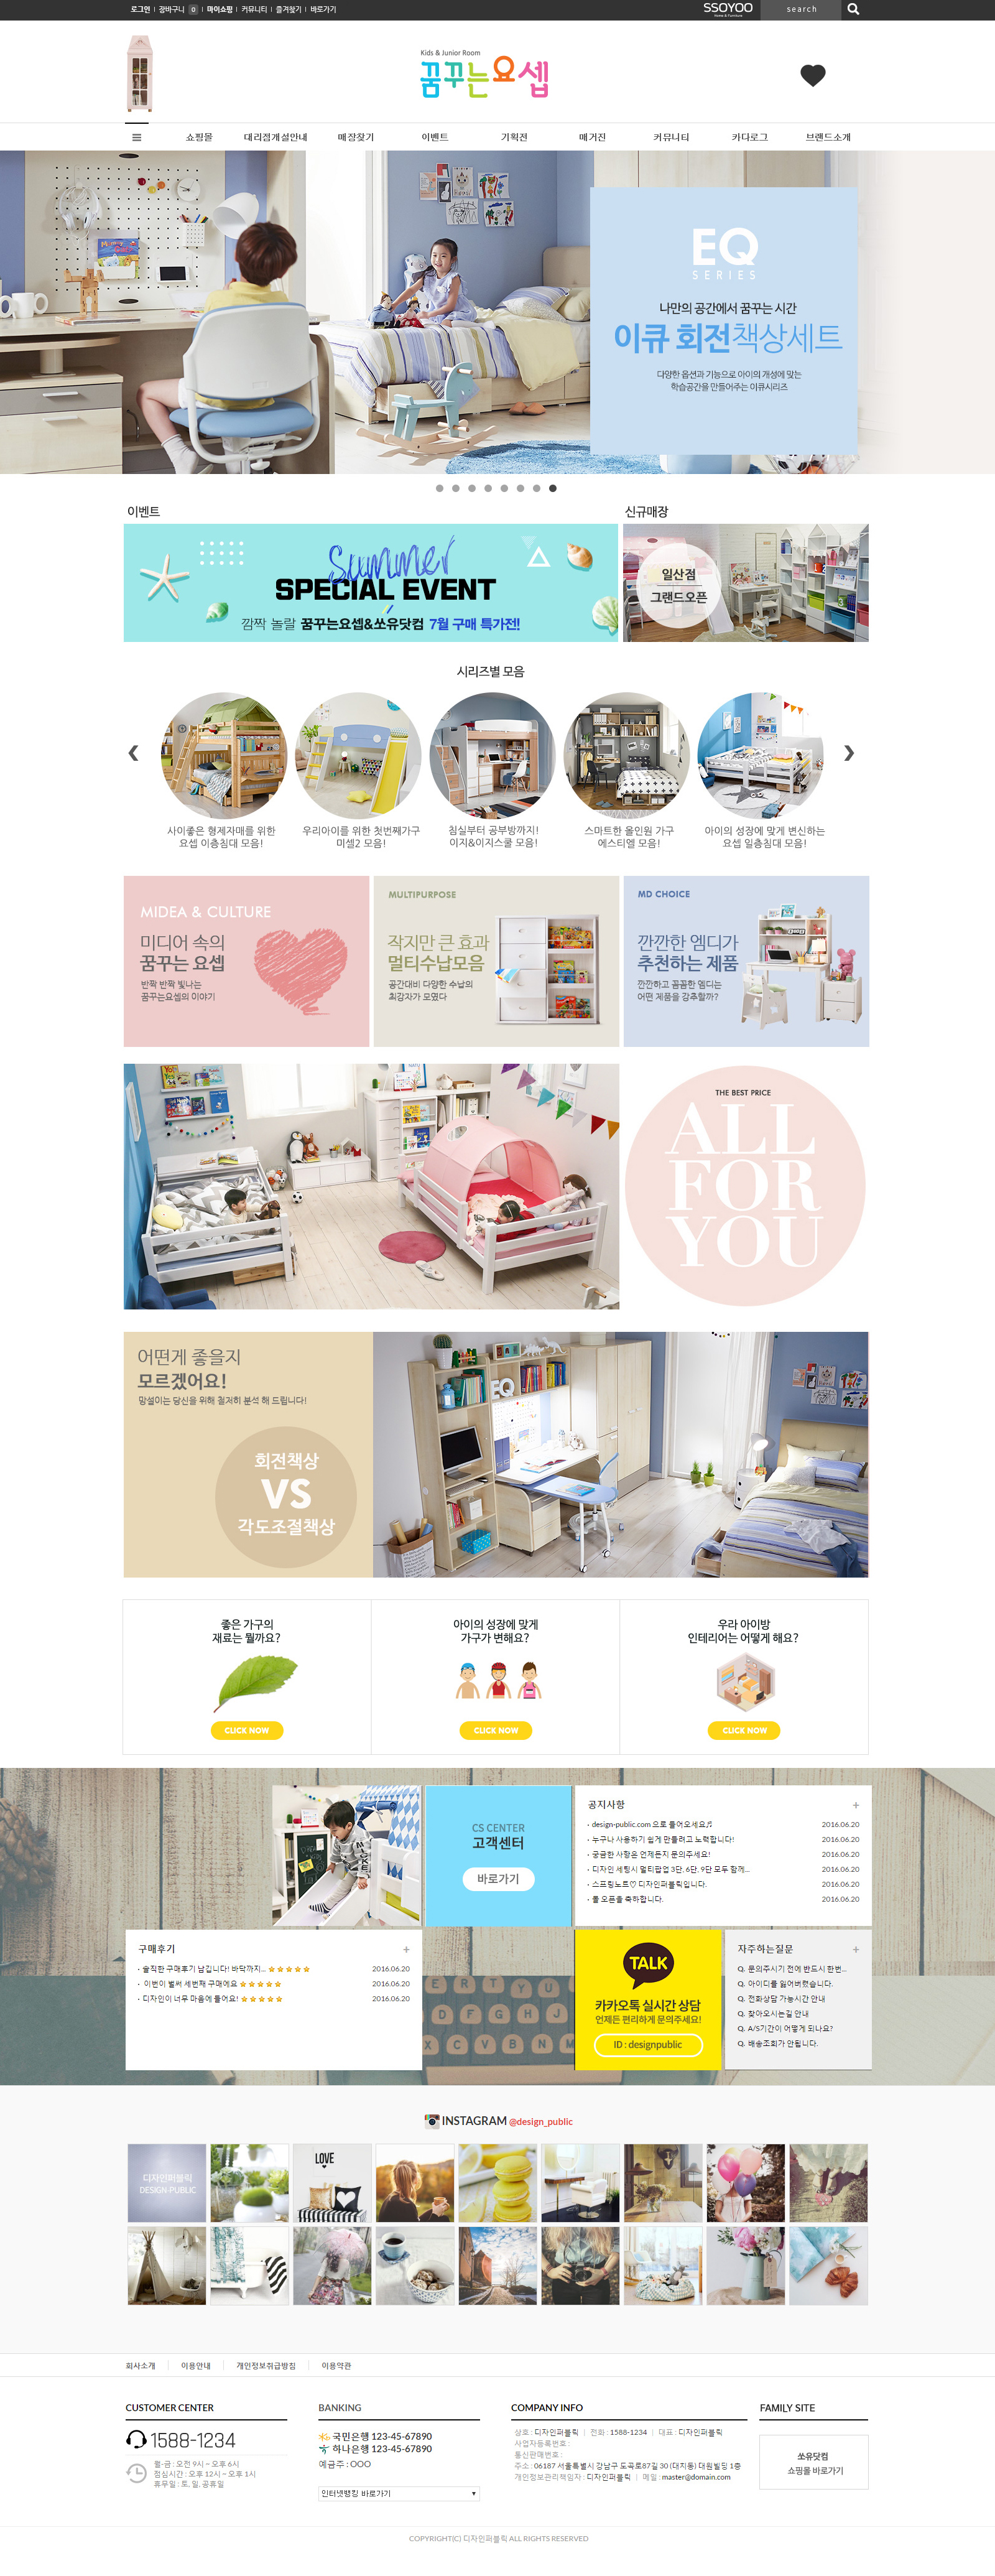 로그인 장바구니 0 마이쇼핑 커뮤니티 즐겨찾기 바로가기
SSOYOO
Home & Furniture
search
Kids & Junior Room
꿈꾸는요셉
쇼핑몰 대리점개설안내 매장찾기 이벤트 기획전 매거진 커뮤니티 카다로그 브랜드소개
EQ
SERIES
나만의 공간에서 꿈꾸는 시간
이큐 회전책상세트
다양한 옵션과 기능으로 아이의 개성에 맞는
학습공간을 만들어주는 이큐시리즈
이벤트
신규매장
Summer
SPECIAL EVENT
깜짝 놀랄 꿈꾸는요셉&쏘유닷컴 7월 구매 특가전!
일산점
그랜드오픈
시리즈별 모음
사이좋은 형제자매를 위한
요셉 이층침대 모음!
우리아이를 위한 첫번째가구
미셀2 모음!
침실부터 공부방까지!
이지&이지스쿨 모음!
스마트한 올인원 가구
에스티엘 모음!
아이의 성장에 맞게 변신하는
요셉 일층침대 모음!
MIDEA & CULTURE
미디어 속의
꿈꾸는 요셉
반짝 반짝 빛나는
꿈꾸는요셉의 이야기
MULTIPURPOSE
작지만 큰 효과
멀티수납모음
공간대비 다양한 수납의
최강자가 모였다
MD CHOICE
깐깐한 엠디가
추천하는 제품
깐깐하고 꼼꼼한 엠디는
어떤 제품을 강추할까?
THE BEST PRICE
ALL
FOR
YOU
어떤게 좋을지
모르겠어요!
망설이는 당신을 위해 철저히 분석 해 드립니다!
회전책상
VS
각도조절책상
EQ
좋은 가구의
재료는 뭘까요?
CLICK NOW
아이의 성장에 맞게
가구가 변해요?
CLICK NOW
우라 아이방
인테리어는 어떻게 해요?
CLICK NOW
CS CENTER
고객센터
바로가기
공지사항 +
· design-public.com 으로 들어오세요♬ 2016.06.20
· 누구나 사용하기 쉽게 만들려고 노력합니다! 2016.06.20
· 궁금한 사항은 언제든지 문의주세요! 2016.06.20
· 디자인 세팅시 멀티팝업 3단, 6단, 9단 모두 함께... 2016.06.20
· 스프링노트♡ 디자인퍼블릭입니다. 2016.06.20
· 몰 오픈을 축하합니다. 2016.06.20
구매후기 +
· 솔직한 구매후기 남깁니다! 바닥까지... ★★★★★ 2016.06.20
· 이번이 벌써 세번째 구매에요 ★★★★★ 2016.06.20
· 디자인이 너무 마음에 들어요! ★★★★★ 2016.06.20
TALK
카카오톡 실시간 상담
언제든 편리하게 문의주세요!
ID : designpublic
자주하는질문 +
Q. 문의주시기 전에 반드시 한번...
Q. 아이디를 잃어버렸습니다.
Q. 전화상담 가능시간 안내
Q. 찾아오시는길 안내
Q. A/S기간이 어떻게 되나요?
Q. 배송조회가 안됩니다.
INSTAGRAM @design_public
디자인퍼블릭
DESIGN-PUBLIC
LOVE
회사소개 이용안내 개인정보취급방침 이용약관
CUSTOMER CENTER
1588-1234
월-금 : 오전 9시 ~ 오후 6시
점심시간 : 오후 12시 ~ 오후 1시
휴무일 : 토, 일, 공휴일
BANKING
국민은행 123-45-67890
하나은행 123-45-67890
예금주 : OOO
인터넷뱅킹 바로가기
COMPANY INFO
상호 : 디자인퍼블릭 | 전화 : 1588-1234 | 대표 : 디자인퍼블릭
사업자등록번호 :
통신판매번호 :
주소 : 06187 서울특별시 강남구 도곡로87길 30 (대치동) 대원빌딩 1층
개인정보관리책임자 : 디자인퍼블릭 | 메일 : master@domain.com
FAMILY SITE
쏘유닷컴
쇼핑몰 바로가기
COPYRIGHT(C) 디자인퍼블릭 ALL RIGHTS RESERVED